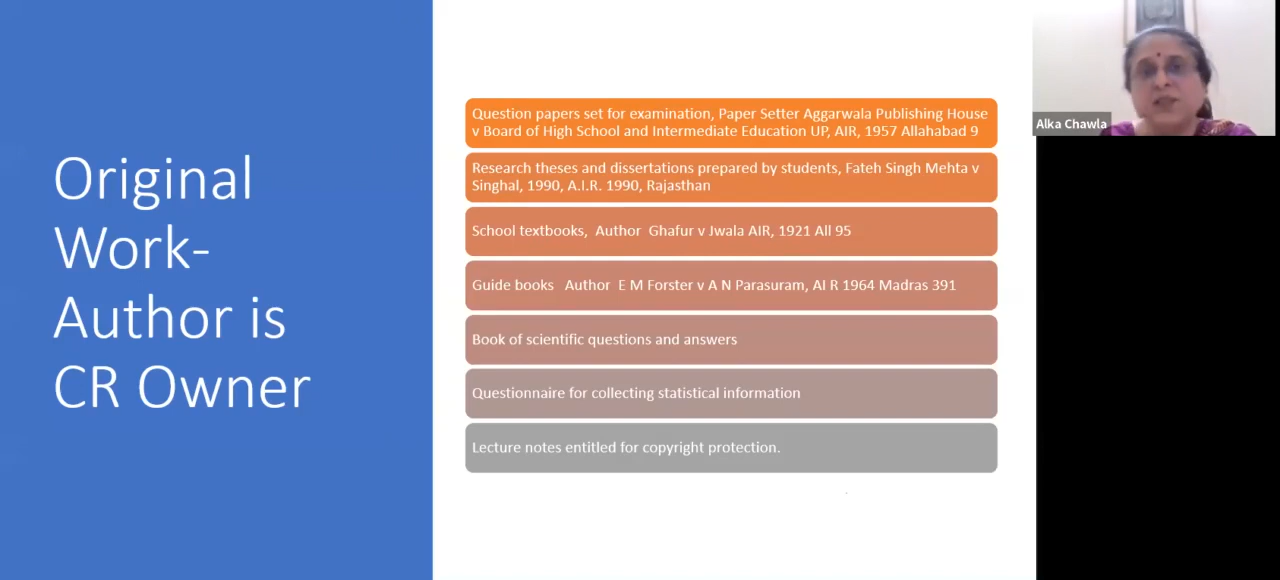 Original
Work-
Author is
CR Owner
Question papers set for examination, Paper Setter Aggarwala Publishing House
v Board of High School and Intermediate Education UP, AIR, 1957 Allahabad 9
Research theses and dissertations prepared by students, Fateh Singh Mehta v
Singhal, 1990, A.I.R. 1990, Rajasthan
School textbooks, Author Ghafur v Jwala AIR, 1921 All 95
Guide books Author E M Forster v A N Parasuram, AI R 1964 Madras 391
Book of scientific questions and answers
Questionnaire for collecting statistical information
Lecture notes entitled for copyright protection.
Alka Chawla